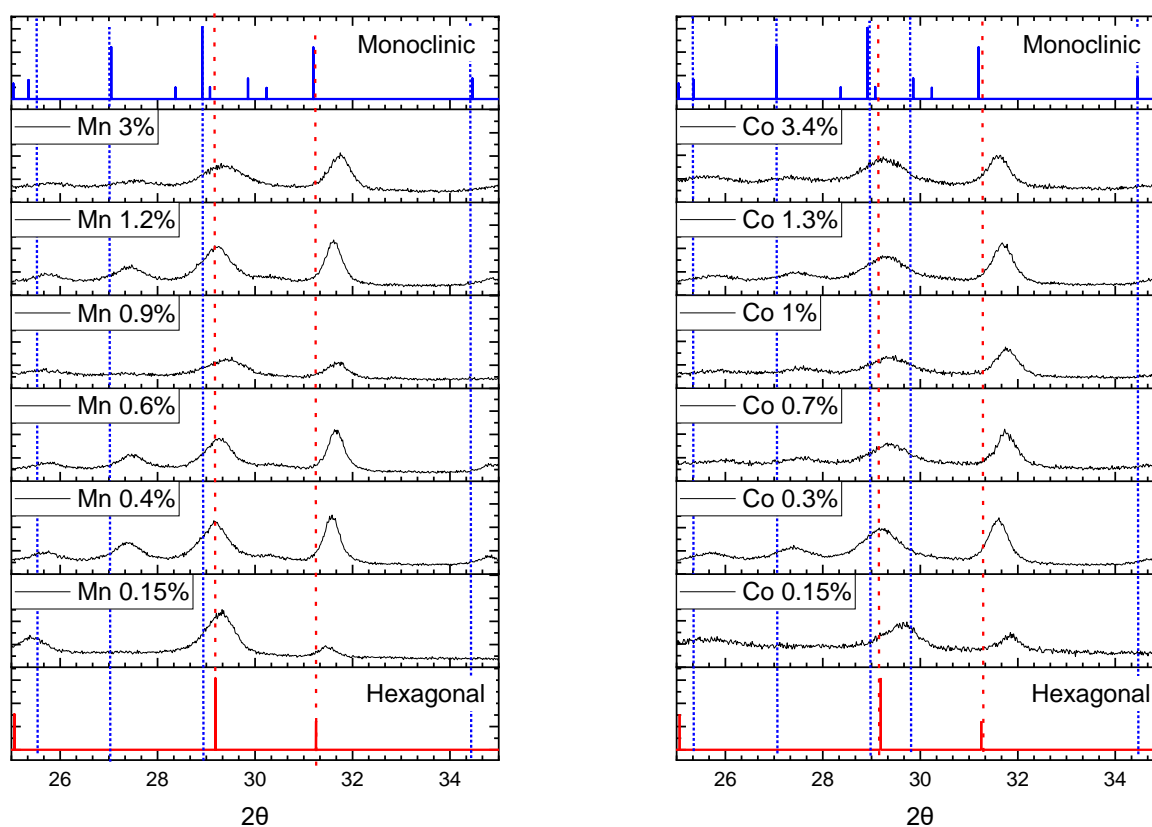 Monoclinic
Mn 3%
Mn 1.2%
Mn 0.9%
Mn 0.6%
Mn 0.4%
Mn 0.15%
Hexagonal
26 28 30 32 34
2θ
Monoclinic
Co 3.4%
Co 1.3%
Co 1%
Co 0.7%
Co 0.3%
Co 0.15%
Hexagonal
26 28 30 32 34
2θ